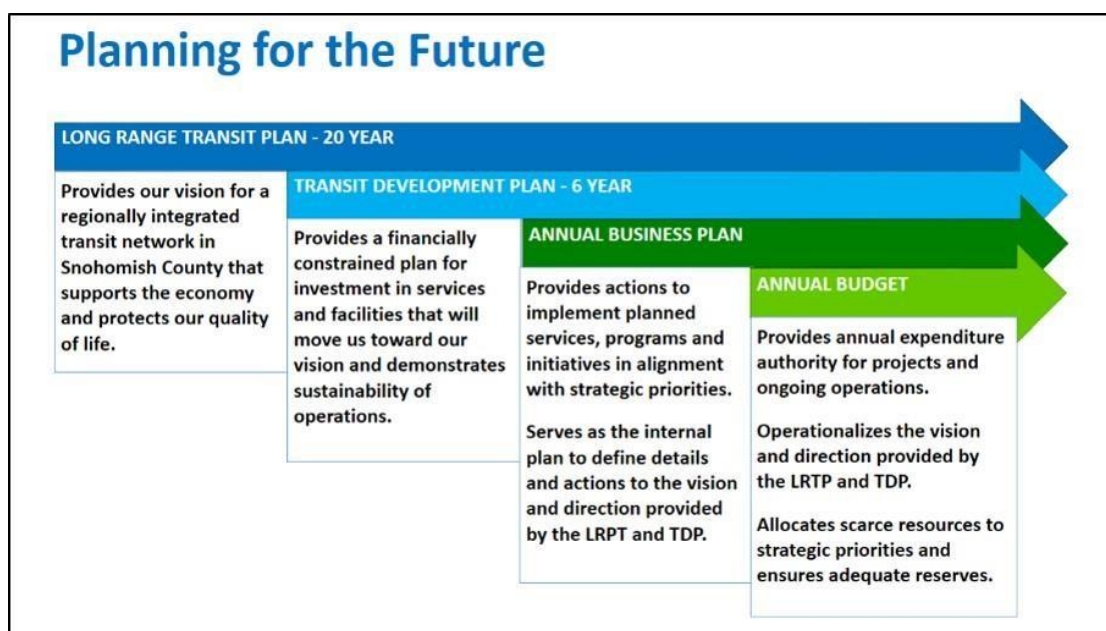 Planning for the Future
LONG RANGE TRANSIT PLAN - 20 YEAR
Provides our vision for a
regionally integrated
transit network in
Snohomish County that
supports the economy
and protects our quality
of life.
TRANSIT DEVELOPMENT PLAN - 6 YEAR
Provides a financially
constrained plan for
investment in services
and facilities that will
move us toward our
vision and demonstrates
sustainability of
operations.
ANNUAL BUSINESS PLAN
Provides actions to
implement planned
services, programs and
initiatives in alignment
with strategic priorities.
Serves as the internal
plan to define details
and actions to the vision
and direction provided
by the LRPT and TDP.
ANNUAL BUDGET
Provides annual expenditure
authority for projects and
ongoing operations.
Operationalizes the vision
and direction provided by
the LRTP and TDP.
Allocates scarce resources to
strategic priorities and
ensures adequate reserves.